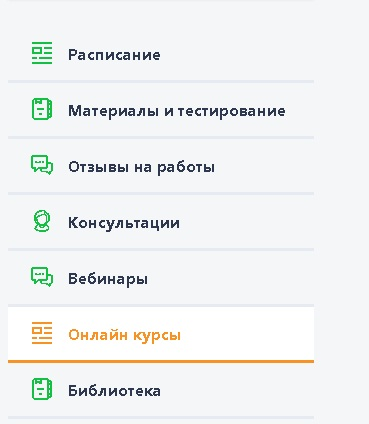 Расписание
Материалы и тестирование
Отзывы на работы
Консультации
Вебинары
Онлайн курсы
Библиотека